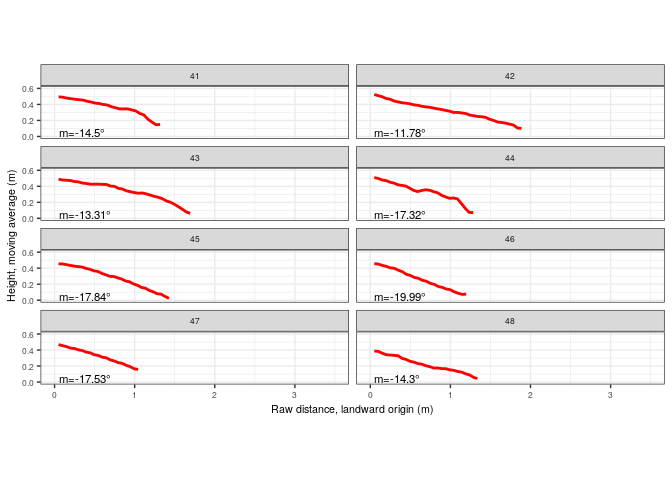 41 42
0.6
0.4
0.2
0.0
m=-14.5° m=-11.78°
43 44
0.6
0.4
0.2
0.0
m=-13.31° m=-17.32°
45 46
0.6
0.4
0.2
0.0
m=-17.84° m=-19.99°
47 48
0.6
0.4
0.2
0.0
m=-17.53° m=-14.3°
0 1 2 3 0 1 2 3
Raw distance, landward origin (m)
Height, moving average (m)